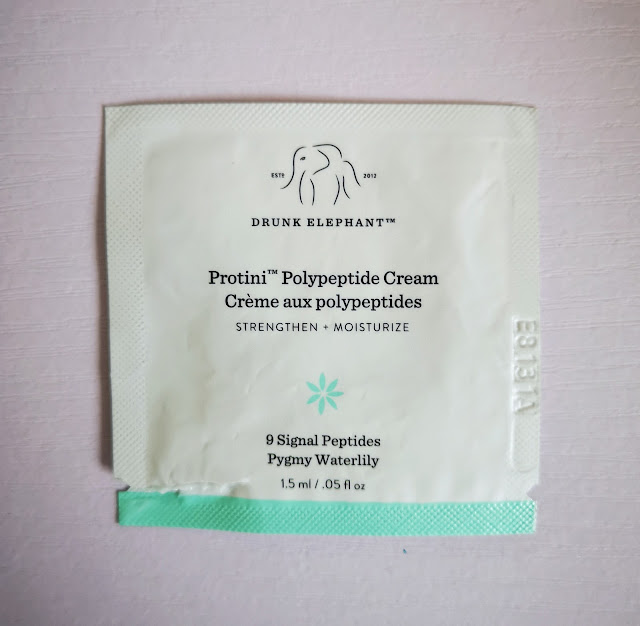 ESTD 2012
DRUNK ELEPHANT™
Protini™ Polypeptide Cream
Crème aux polypeptides
STRENGTHEN + MOISTURIZE
9 Signal Peptides
Pygmy Waterlily
1.5 ml / .05 fl oz